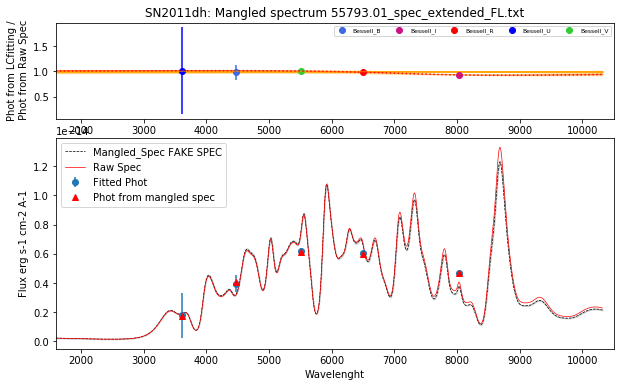 SN2011dh: Mangled spectrum 55793.01_spec_extended_FL.txt
Phot from LCfitting /
Phot from Raw Spec
1.5
1.0
0.5
Bessell_B
Bessell_I
Bessell_R
Bessell_U
Bessell_V
2000 3000 4000 5000 6000 7000 8000 9000 10000
1e-14
Flux erg s-1 cm-2 A-1
1.2
1.0
0.8
0.6
0.4
0.2
0.0
Mangled_Spec FAKE SPEC
Raw Spec
Fitted Phot
Phot from mangled spec
2000 3000 4000 5000 6000 7000 8000 9000 10000
Wavelenght